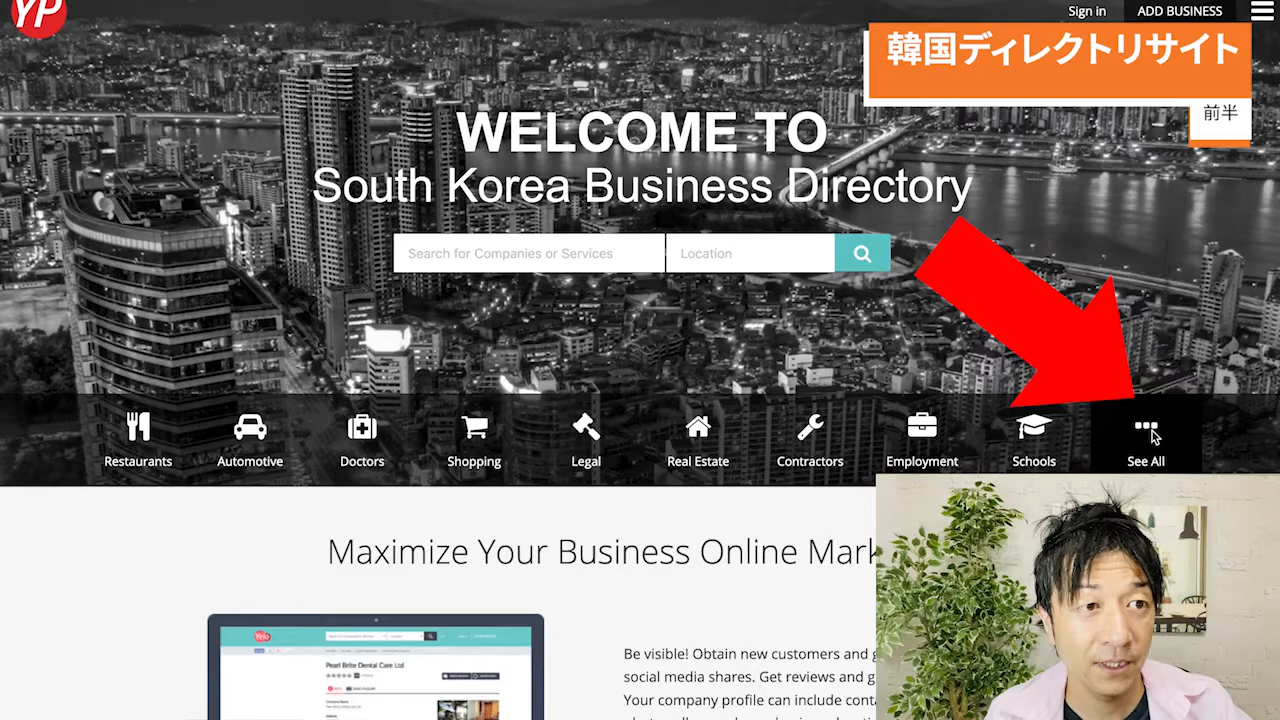 YP
Sign in
ADD BUSINESS
韓国ディレクトリサイト
前半
WELCOME TO
South Korea Business Directory
Search for Companies or Services
Location
Restaurants
Automotive
Doctors
Shopping
Legal
Real Estate
Contractors
Employment
Schools
See All
Maximize Your Business Online Mark
Yelo
Pearl Brite Dental Care Ltd
Be visible! Obtain new customers and g
social media shares. Get reviews and g
Your company profile can include conta